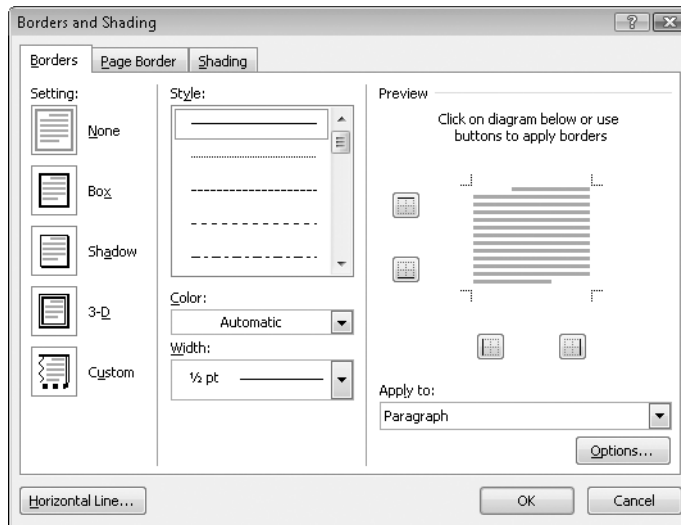 Borders and Shading
Borders
Page Border
Shading
Setting:
None
Box
Shadow
3-D
Custom
Style:
Color:
Automatic
Width:
½ pt
Preview
Click on diagram below or use
buttons to apply borders
Apply to:
Paragraph
Options...
Horizontal Line...
OK
Cancel